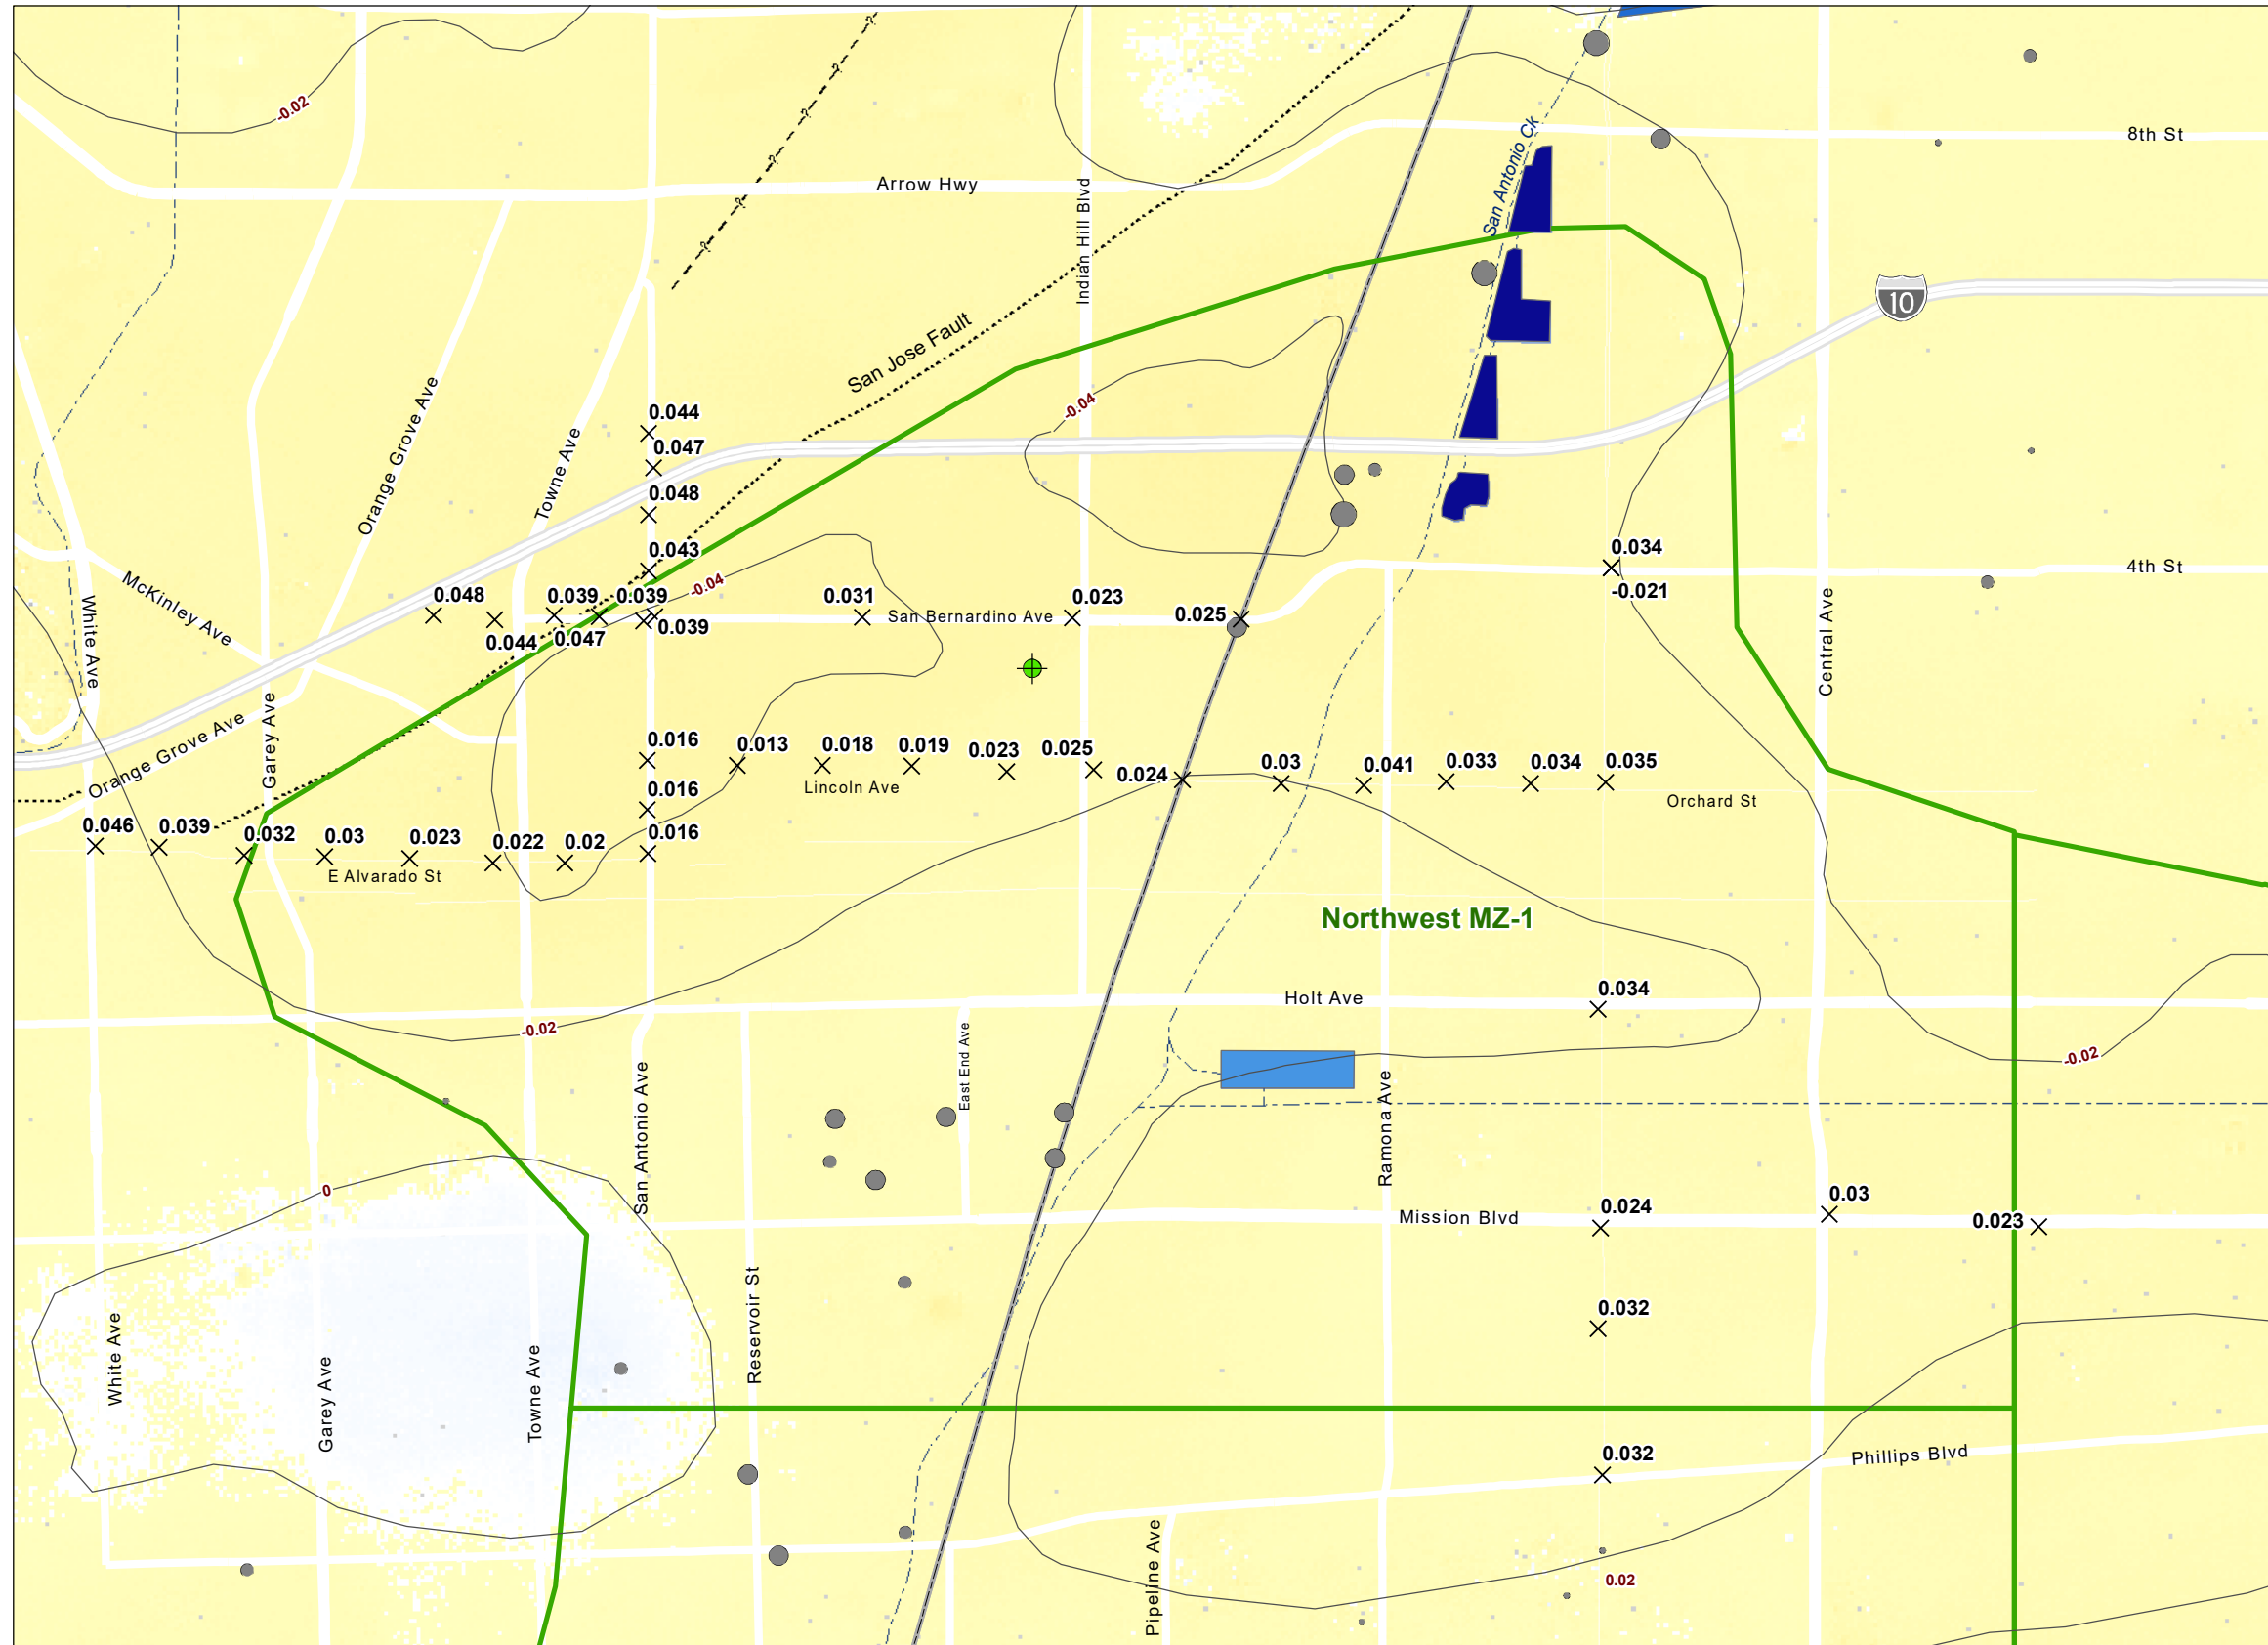 -0.02
San Antonio Ck
8th St
Arrow Hwy
Indian Hill Blvd
?
?
?
?
?
?
10
San Jose Fault
Orange Grove Ave
Towne Ave
-0.04
0.044
0.047
0.048
0.043
-0.04
0.034
-0.021
4th St
McKinley Ave
White Ave
0.048
0.039
0.039
0.031
0.023
0.025
San Bernardino Ave
0.044
0.047
0.039
Central Ave
Garey Ave
Orange Grove Ave
0.016
0.013
0.018
0.019
0.023
0.025
0.024
0.03
0.041
0.033
0.034
0.035
Lincoln Ave
Orchard St
0.016
0.046
0.039
0.032
0.03
0.023
0.022
0.02
0.016
E Alvarado St
Northwest MZ-1
Holt Ave
0.034
-0.02
-0.02
East End Ave
San Antonio Ave
Ramona Ave
0
Mission Blvd
0.024
0.03
0.023
Reservoir St
0.032
White Ave
Garey Ave
Towne Ave
0.032
Phillips Blvd
Pipeline Ave
0.02